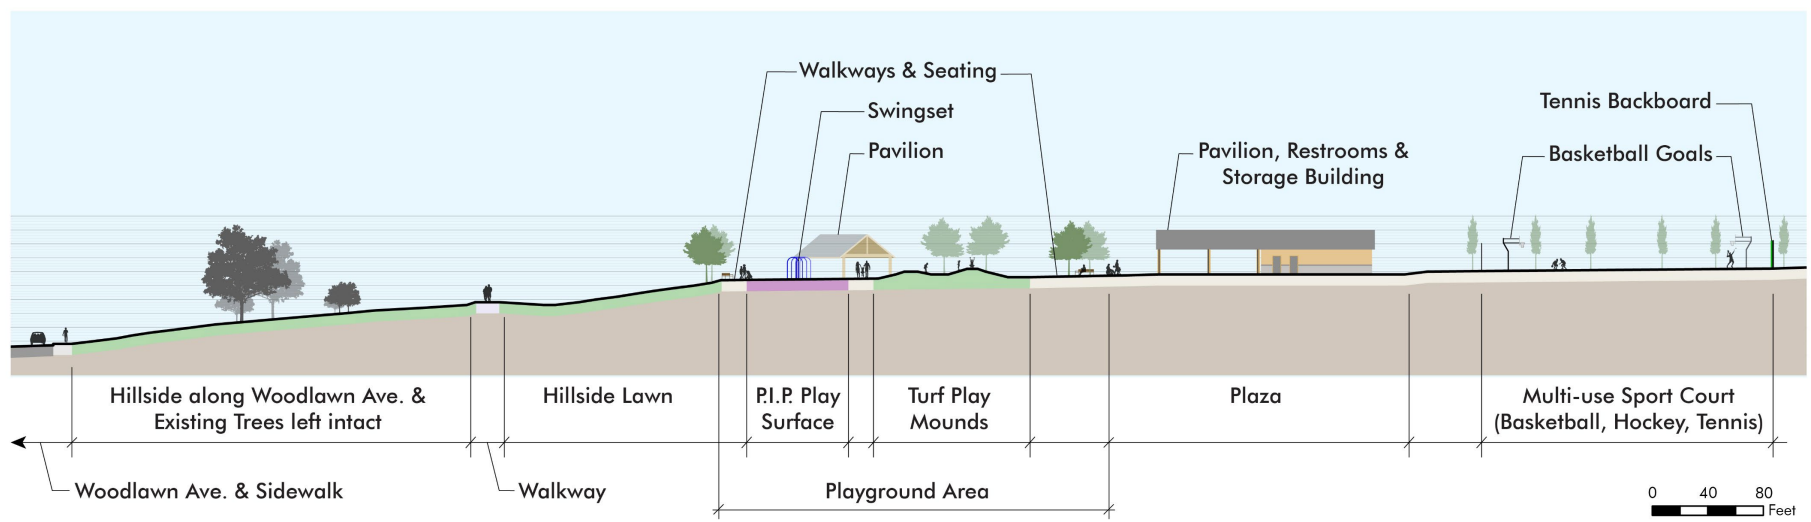 Walkways & Seating
Swingset
Pavilion
Pavilion, Restrooms &
Storage Building
Tennis Backboard
Basketball Goals
Hillside along Woodlawn Ave. &
Existing Trees left intact
Hillside Lawn
P.I.P. Play
Surface
Turf Play
Mounds
Plaza
Multi-use Sport Court
(Basketball, Hockey, Tennis)
Woodlawn Ave. & Sidewalk
Walkway
Playground Area
0 40 80
Feet